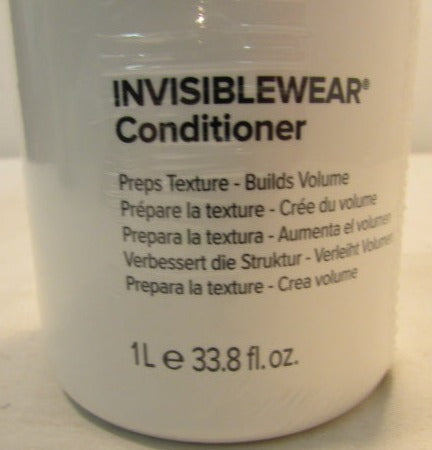 INVISIBLEWEAR®
Conditioner
Preps Texture - Builds Volume
Prépare la texture - Crée du volume
Prepara la textura - Aumenta el volumen
Verbessert die Struktur - Verleiht Volumen
Prepara la texture - Crea volume
1L e 33.8 fl.oz.